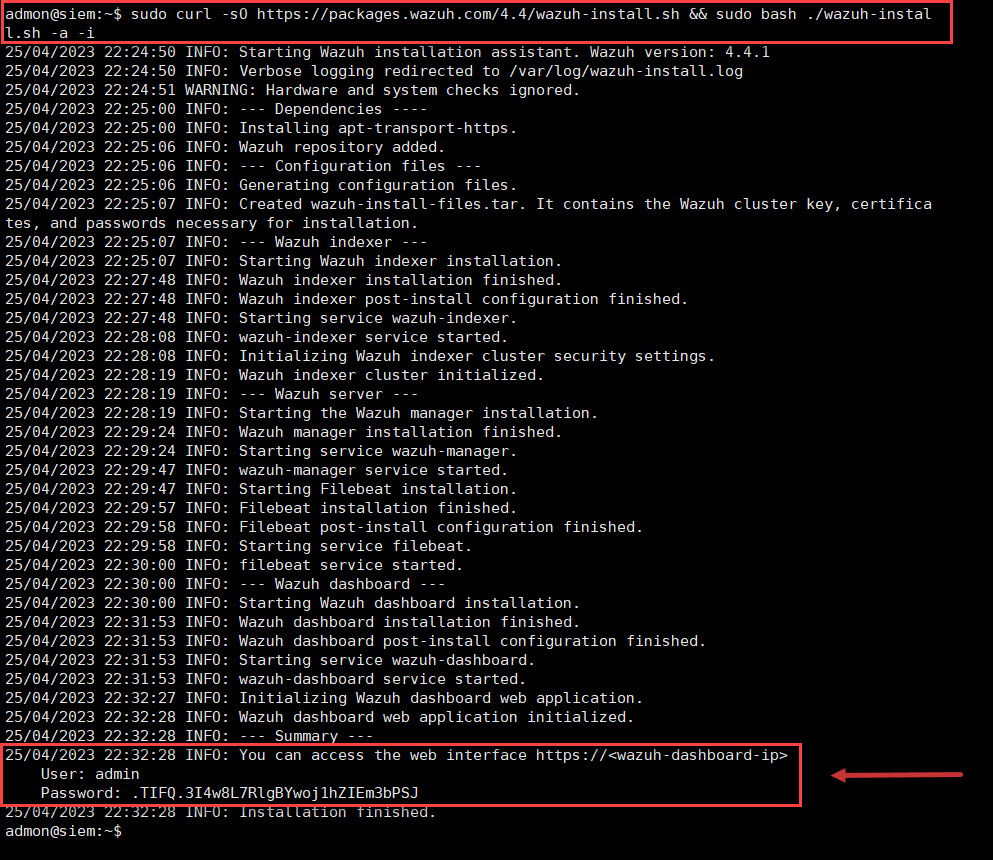 admon@siem:~$ sudo curl -sO https://packages.wazuh.com/4.4/wazuh-install.sh && sudo bash ./wazuh-instal
l.sh -a -i
25/04/2023 22:24:50 INFO: Starting Wazuh installation assistant. Wazuh version: 4.4.1
25/04/2023 22:24:50 INFO: Verbose logging redirected to /var/log/wazuh-install.log
25/04/2023 22:24:51 WARNING: Hardware and system checks ignored.
25/04/2023 22:25:00 INFO: --- Dependencies ----
25/04/2023 22:25:00 INFO: Installing apt-transport-https.
25/04/2023 22:25:06 INFO: Wazuh repository added.
25/04/2023 22:25:06 INFO: --- Configuration files ---
25/04/2023 22:25:06 INFO: Generating configuration files.
25/04/2023 22:25:07 INFO: Created wazuh-install-files.tar. It contains the Wazuh cluster key, certifica
tes, and passwords necessary for installation.
25/04/2023 22:25:07 INFO: --- Wazuh indexer ---
25/04/2023 22:25:07 INFO: Starting Wazuh indexer installation.
25/04/2023 22:27:48 INFO: Wazuh indexer installation finished.
25/04/2023 22:27:48 INFO: Wazuh indexer post-install configuration finished.
25/04/2023 22:27:48 INFO: Starting service wazuh-indexer.
25/04/2023 22:28:08 INFO: wazuh-indexer service started.
25/04/2023 22:28:08 INFO: Initializing Wazuh indexer cluster security settings.
25/04/2023 22:28:19 INFO: Wazuh indexer cluster initialized.
25/04/2023 22:28:19 INFO: --- Wazuh server ---
25/04/2023 22:28:19 INFO: Starting the Wazuh manager installation.
25/04/2023 22:29:24 INFO: Wazuh manager installation finished.
25/04/2023 22:29:24 INFO: Starting service wazuh-manager.
25/04/2023 22:29:47 INFO: wazuh-manager service started.
25/04/2023 22:29:47 INFO: Starting Filebeat installation.
25/04/2023 22:29:57 INFO: Filebeat installation finished.
25/04/2023 22:29:58 INFO: Filebeat post-install configuration finished.
25/04/2023 22:29:58 INFO: Starting service filebeat.
25/04/2023 22:30:00 INFO: filebeat service started.
25/04/2023 22:30:00 INFO: --- Wazuh dashboard ---
25/04/2023 22:30:00 INFO: Starting Wazuh dashboard installation.
25/04/2023 22:31:53 INFO: Wazuh dashboard installation finished.
25/04/2023 22:31:53 INFO: Wazuh dashboard post-install configuration finished.
25/04/2023 22:31:53 INFO: Starting service wazuh-dashboard.
25/04/2023 22:31:53 INFO: wazuh-dashboard service started.
25/04/2023 22:32:27 INFO: Initializing Wazuh dashboard web application.
25/04/2023 22:32:28 INFO: Wazuh dashboard web application initialized.
25/04/2023 22:32:28 INFO: --- Summary ---
25/04/2023 22:32:28 INFO: You can access the web interface https://<wazuh-dashboard-ip>
User: admin
Password: .TIFQ.3I4w8L7RlgBYwoj1hZIEm3bPSJ
25/04/2023 22:32:28 INFO: Installation finished.
admon@siem:~$